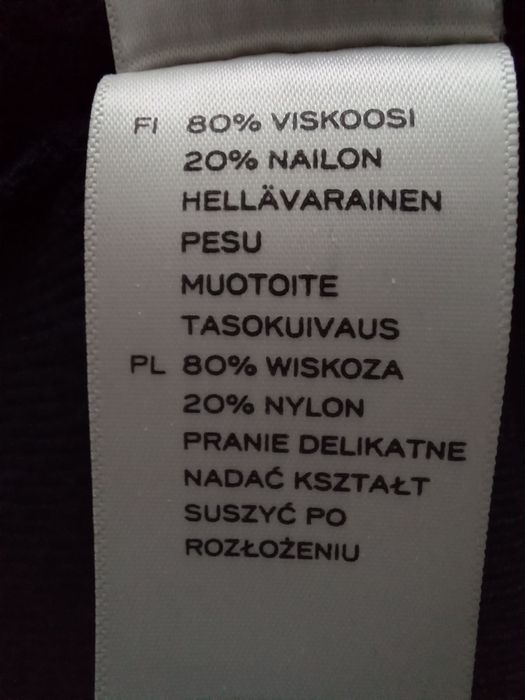 FI 80% VISKOOSI
20% NAILON
HELLÄVARAINEN
PESU
MUOTOITE
TASOKUIVAUS
PL 80% WISKOZA
20% NYLON
PRANIE DELIKATNE
NADAĆ KSZTAŁT
SUSZYĆ PO
ROZŁOŻENIU